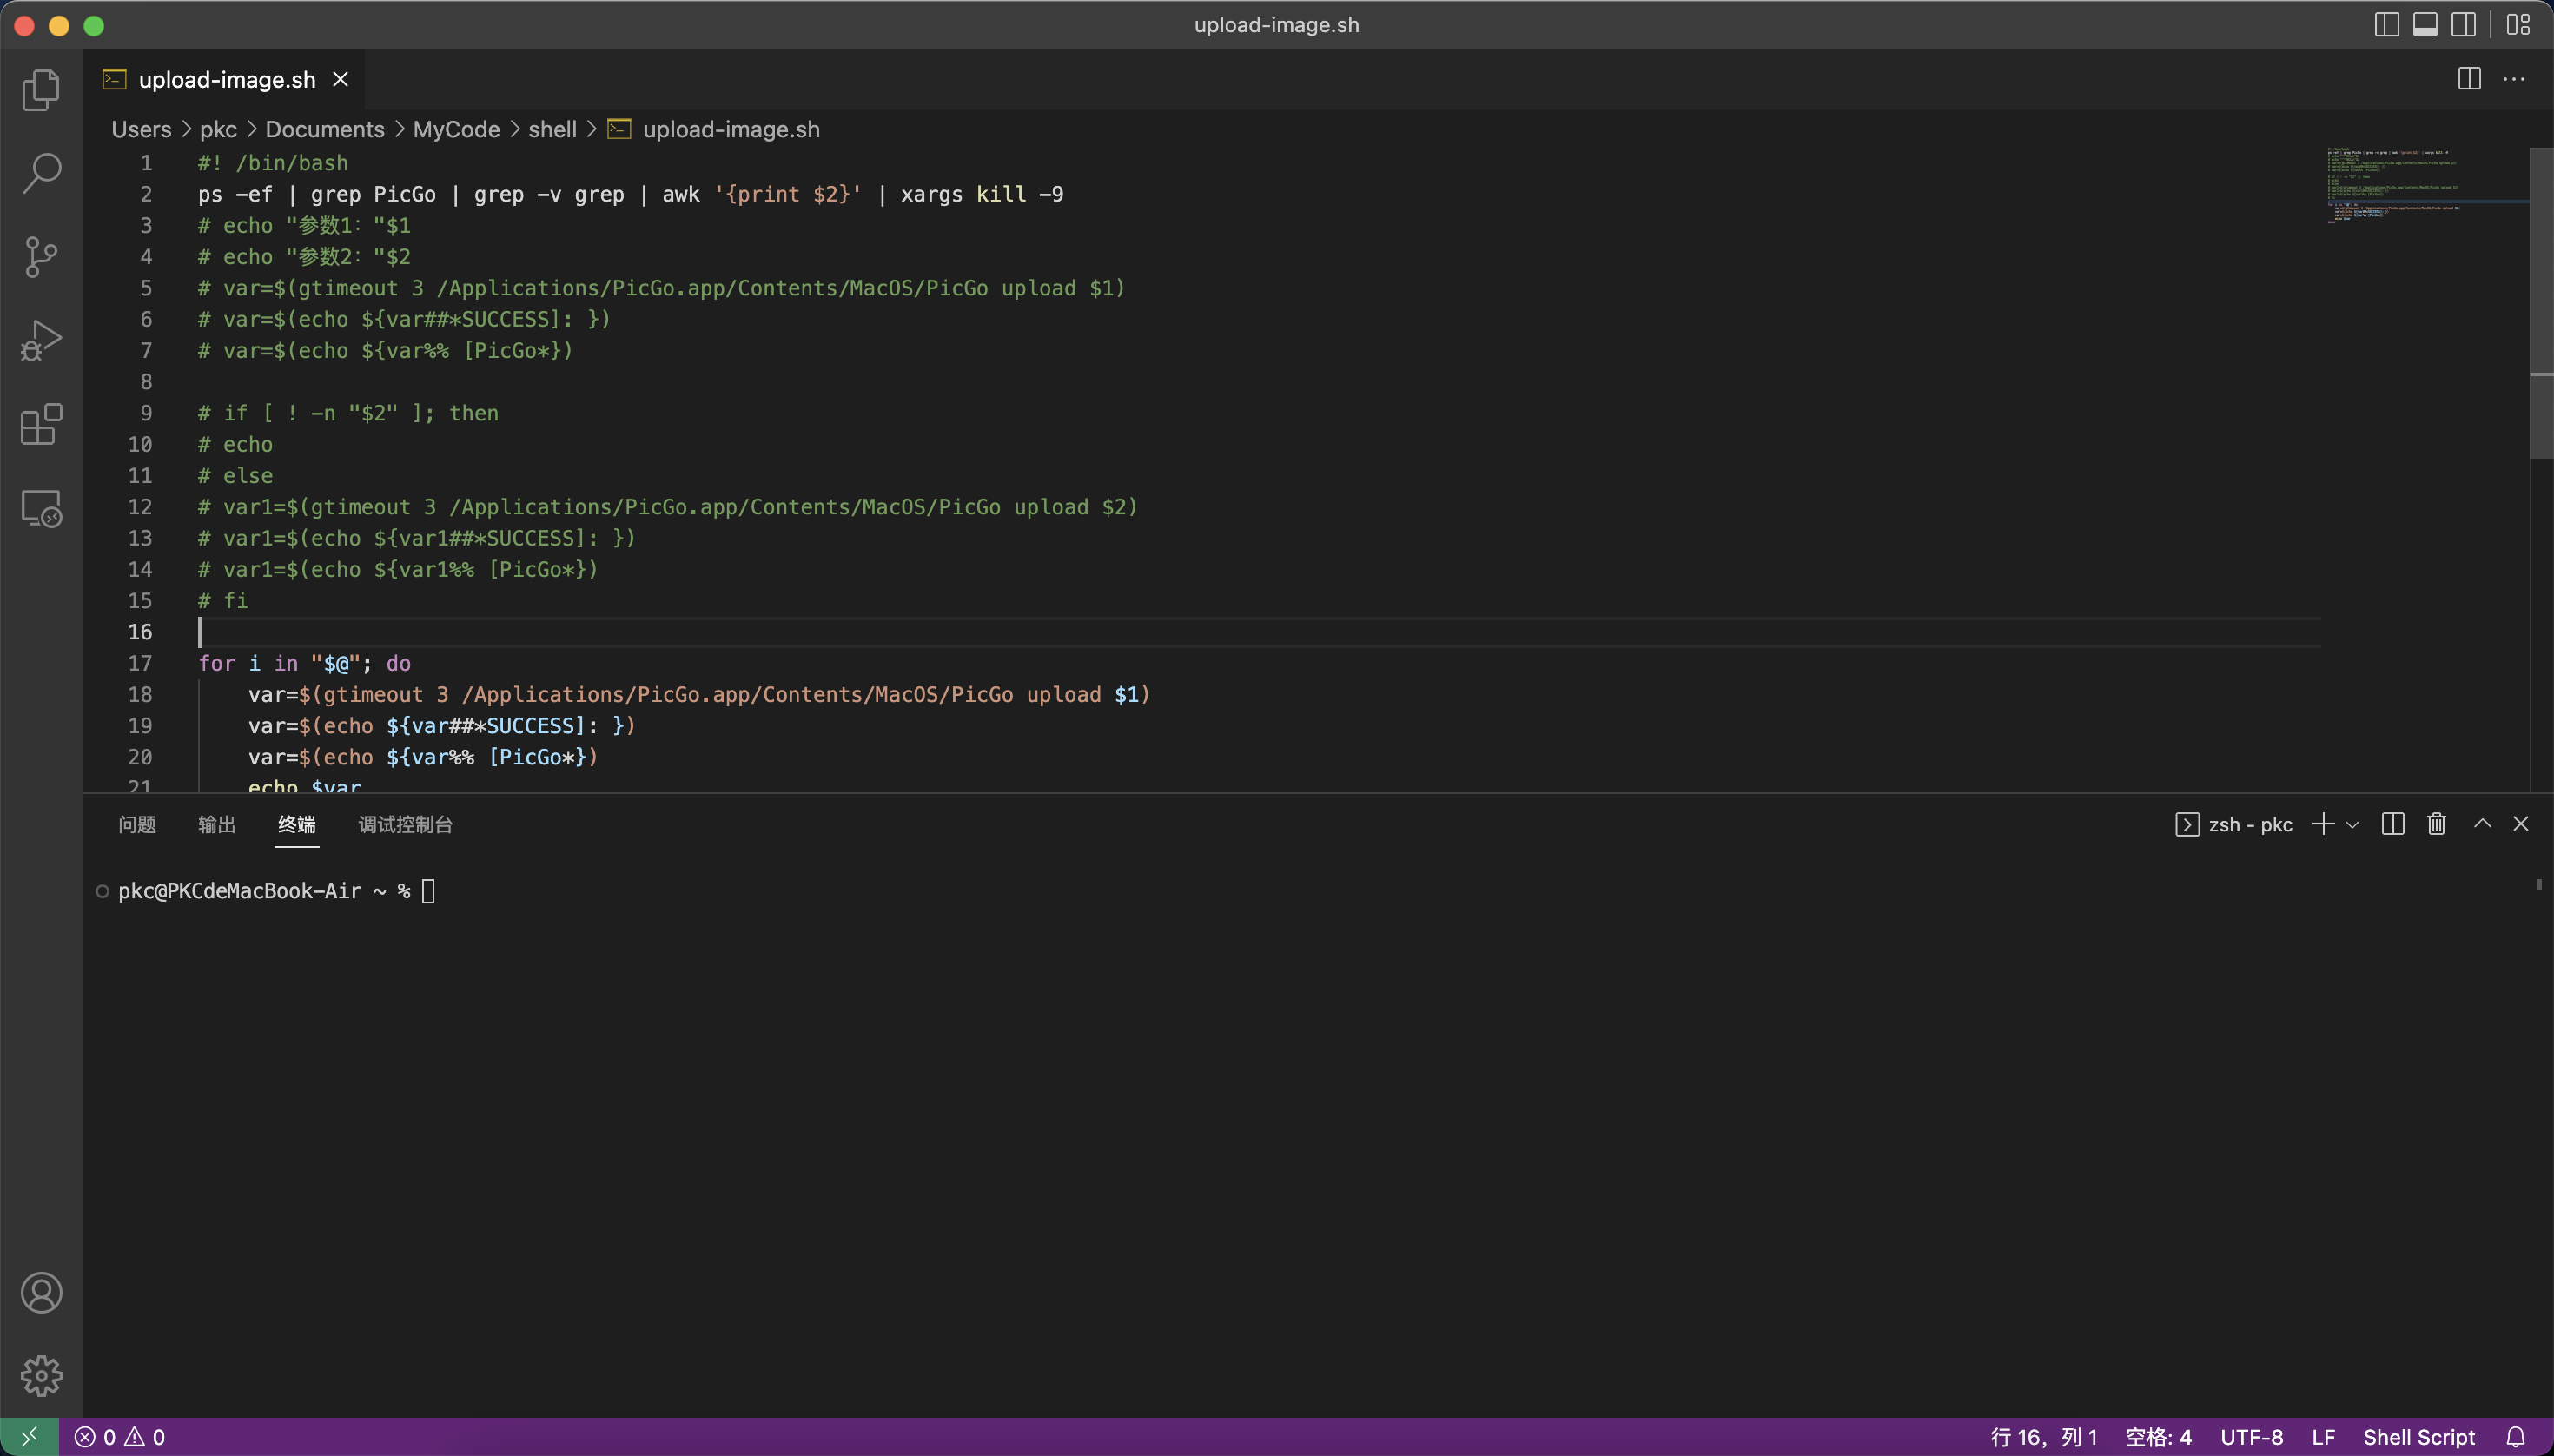 upload-image.sh
upload-image.sh
Users > pkc > Documents > MyCode > shell > upload-image.sh
1 #! /bin/bash
2 ps -ef | grep PicGo | grep -v grep | awk '{print $2}' | xargs kill -9
3 # echo "参数1："$1
4 # echo "参数2："$2
5 # var=$(gtimeout 3 /Applications/PicGo.app/Contents/MacOS/PicGo upload $1)
6 # var=$(echo ${var##*SUCCESS]: })
7 # var=$(echo ${var%% [PicGo*})
8
9 # if [ ! -n "$2" ]; then
10 # echo
11 # else
12 # var1=$(gtimeout 3 /Applications/PicGo.app/Contents/MacOS/PicGo upload $2)
13 # var1=$(echo ${var1##*SUCCESS]: })
14 # var1=$(echo ${var1%% [PicGo*})
15 # fi
16
17 for i in "$@"; do
18 var=$(gtimeout 3 /Applications/PicGo.app/Contents/MacOS/PicGo upload $1)
19 var=$(echo ${var##*SUCCESS]: })
20 var=$(echo ${var%% [PicGo*})
21 echo $var
问题 输出 终端 调试控制台 zsh - pkc
pkc@PKCdeMacBook-Air ~ %
0 0 行 16，列 1 空格: 4 UTF-8 LF Shell Script